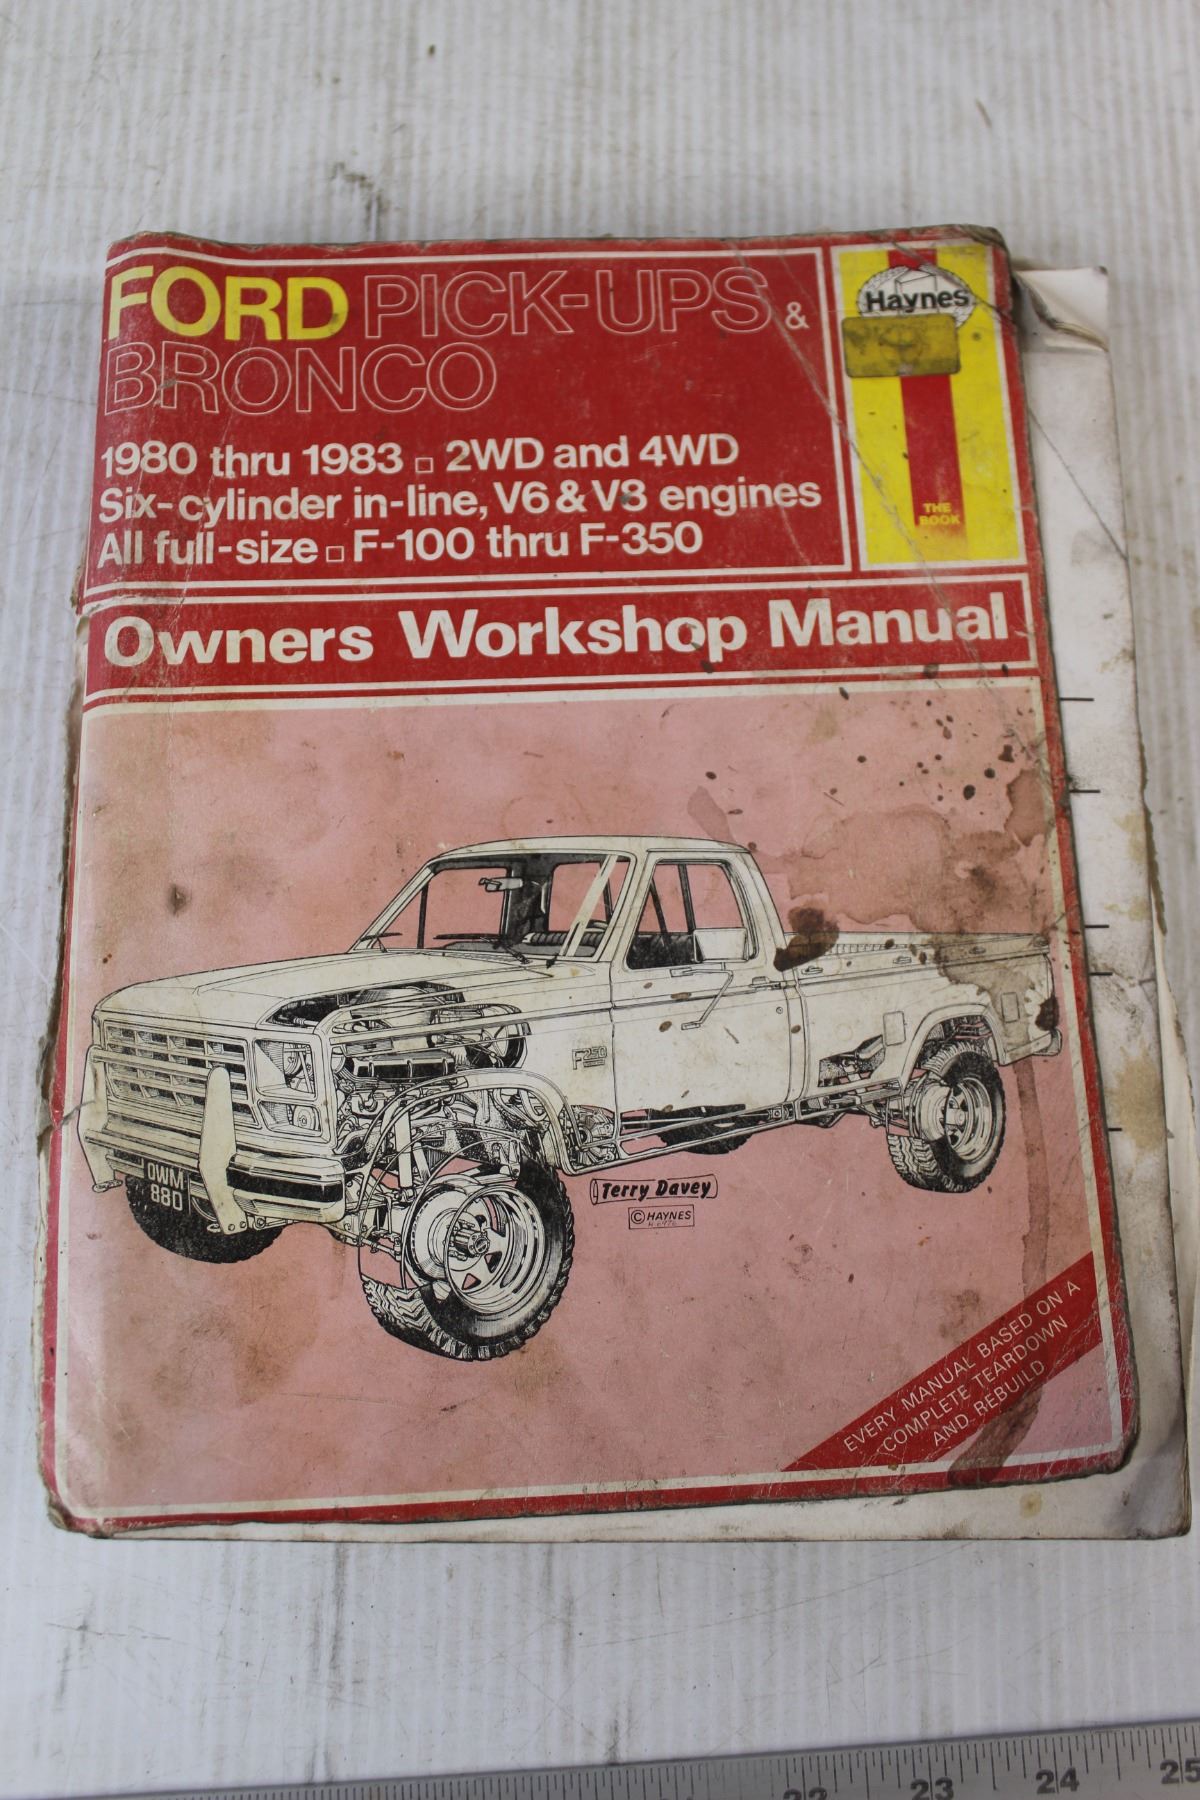 FORD PICK-UPS &
BRONCO
1980 thru 1983 □ 2WD and 4WD
Six-cylinder in-line, V6 & V8 engines
All full-size □ F-100 thru F-350
Haynes
THE
BOOK
Owners Workshop Manual
F250
OWM
880
Terry Davey
© HAYNES
EVERY MANUAL BASED ON A
COMPLETE TEARDOWN
AND REBUILD
22 23 24 25